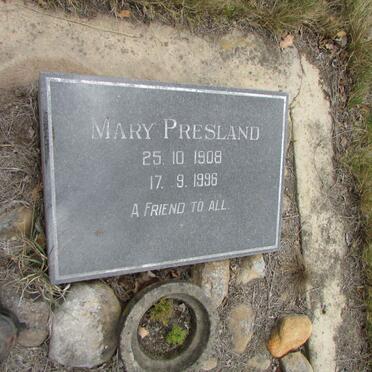 MARY PRESLAND
25. 10 1908
17. 9. 1996
A FRIEND TO ALL.